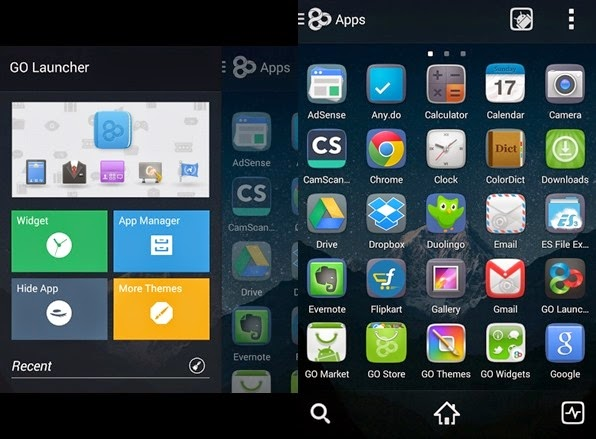 GO Launcher
Widget
App Manager
Hide App
More Themes
Recent
Apps
AdSense
CamScan...
Drive
Evernote
Apps
AdSense
Any.do
Calculator
Sunday
17
Calendar
Camera
CS
CamScan...
Chrome
Clock
Dict
ColorDict
Downloads
Drive
Dropbox
Duolingo
Email
ES File Ex...
Evernote
Flipkart
Gallery
Gmail
GO Launc...
GO Market
GO Store
GO Themes
GO Widgets
g
Google